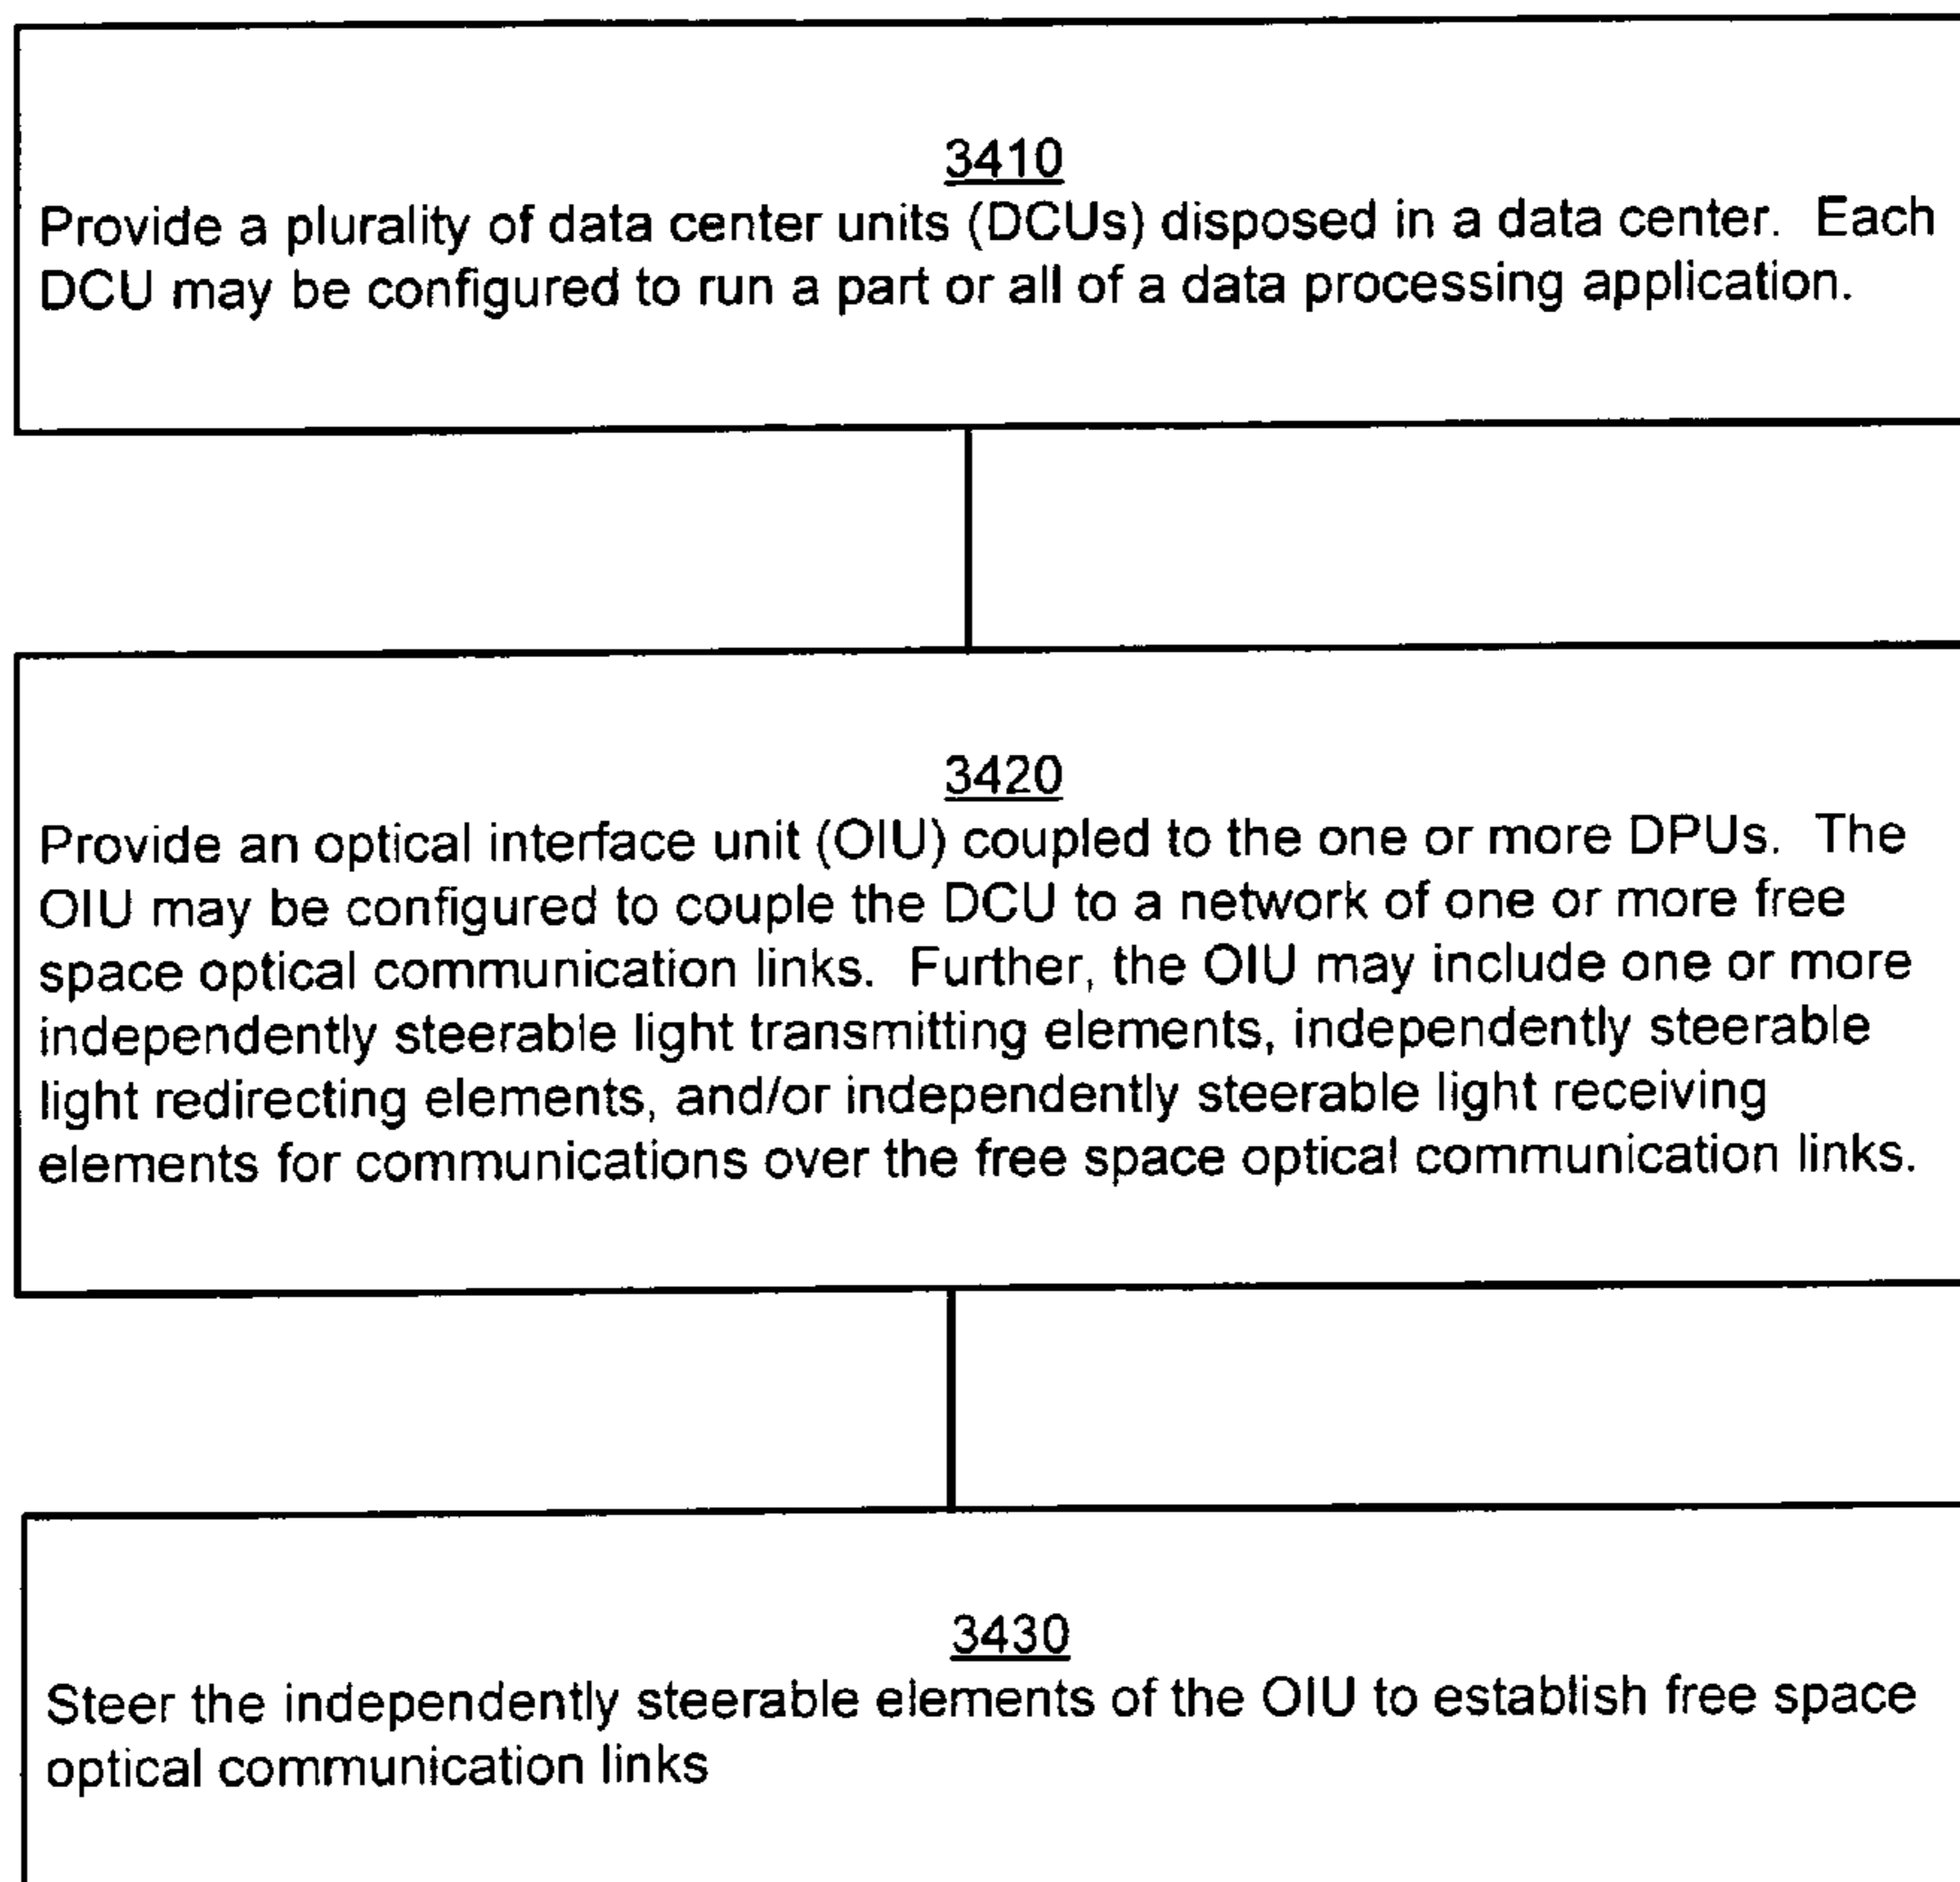 3410
Provide a plurality of data center units (DCUs) disposed in a data center. Each
DCU may be configured to run a part or all of a data processing application.
3420
Provide an optical interface unit (OIU) coupled to the one or more DPUs. The
OIU may be configured to couple the DCU to a network of one or more free
space optical communication links. Further, the OIU may include one or more
independently steerable light transmitting elements, independently steerable
light redirecting elements, and/or independently steerable light receiving
elements for communications over the free space optical communication links.
3430
Steer the independently steerable elements of the OIU to establish free space
optical communication links